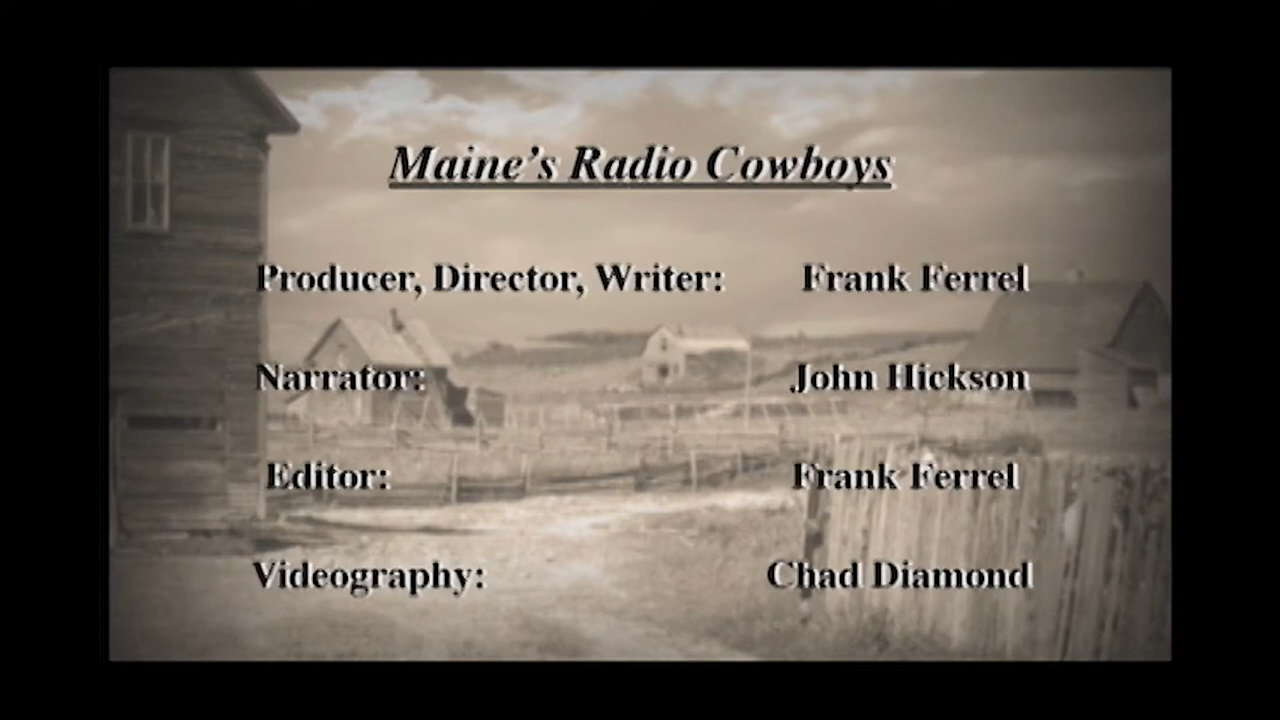 Maine's Radio Cowboys
Producer, Director, Writer: Frank Ferrel
Narrator: John Hickson
Editor: Frank Ferrel
Videography: Chad Diamond